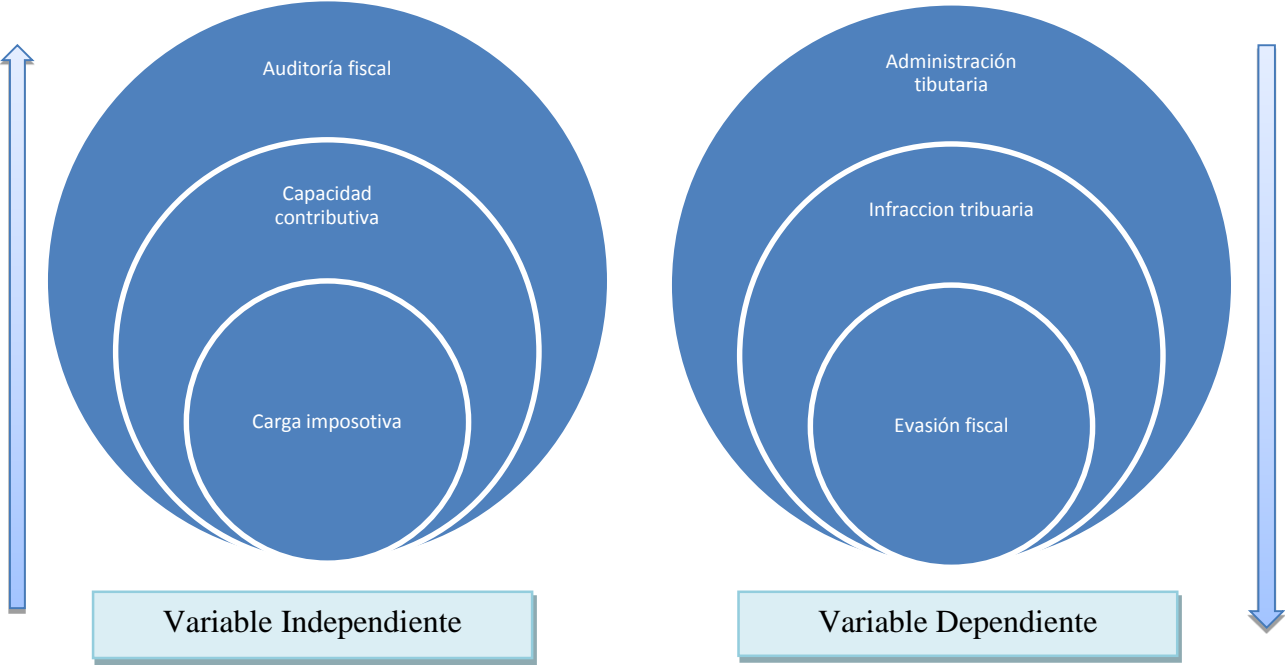 Auditoría fiscal
Capacidad
contributiva
Carga imposotiva
Variable Independiente
Administración
tibutaria
Infraccion tribuaria
Evasión fiscal
Variable Dependiente